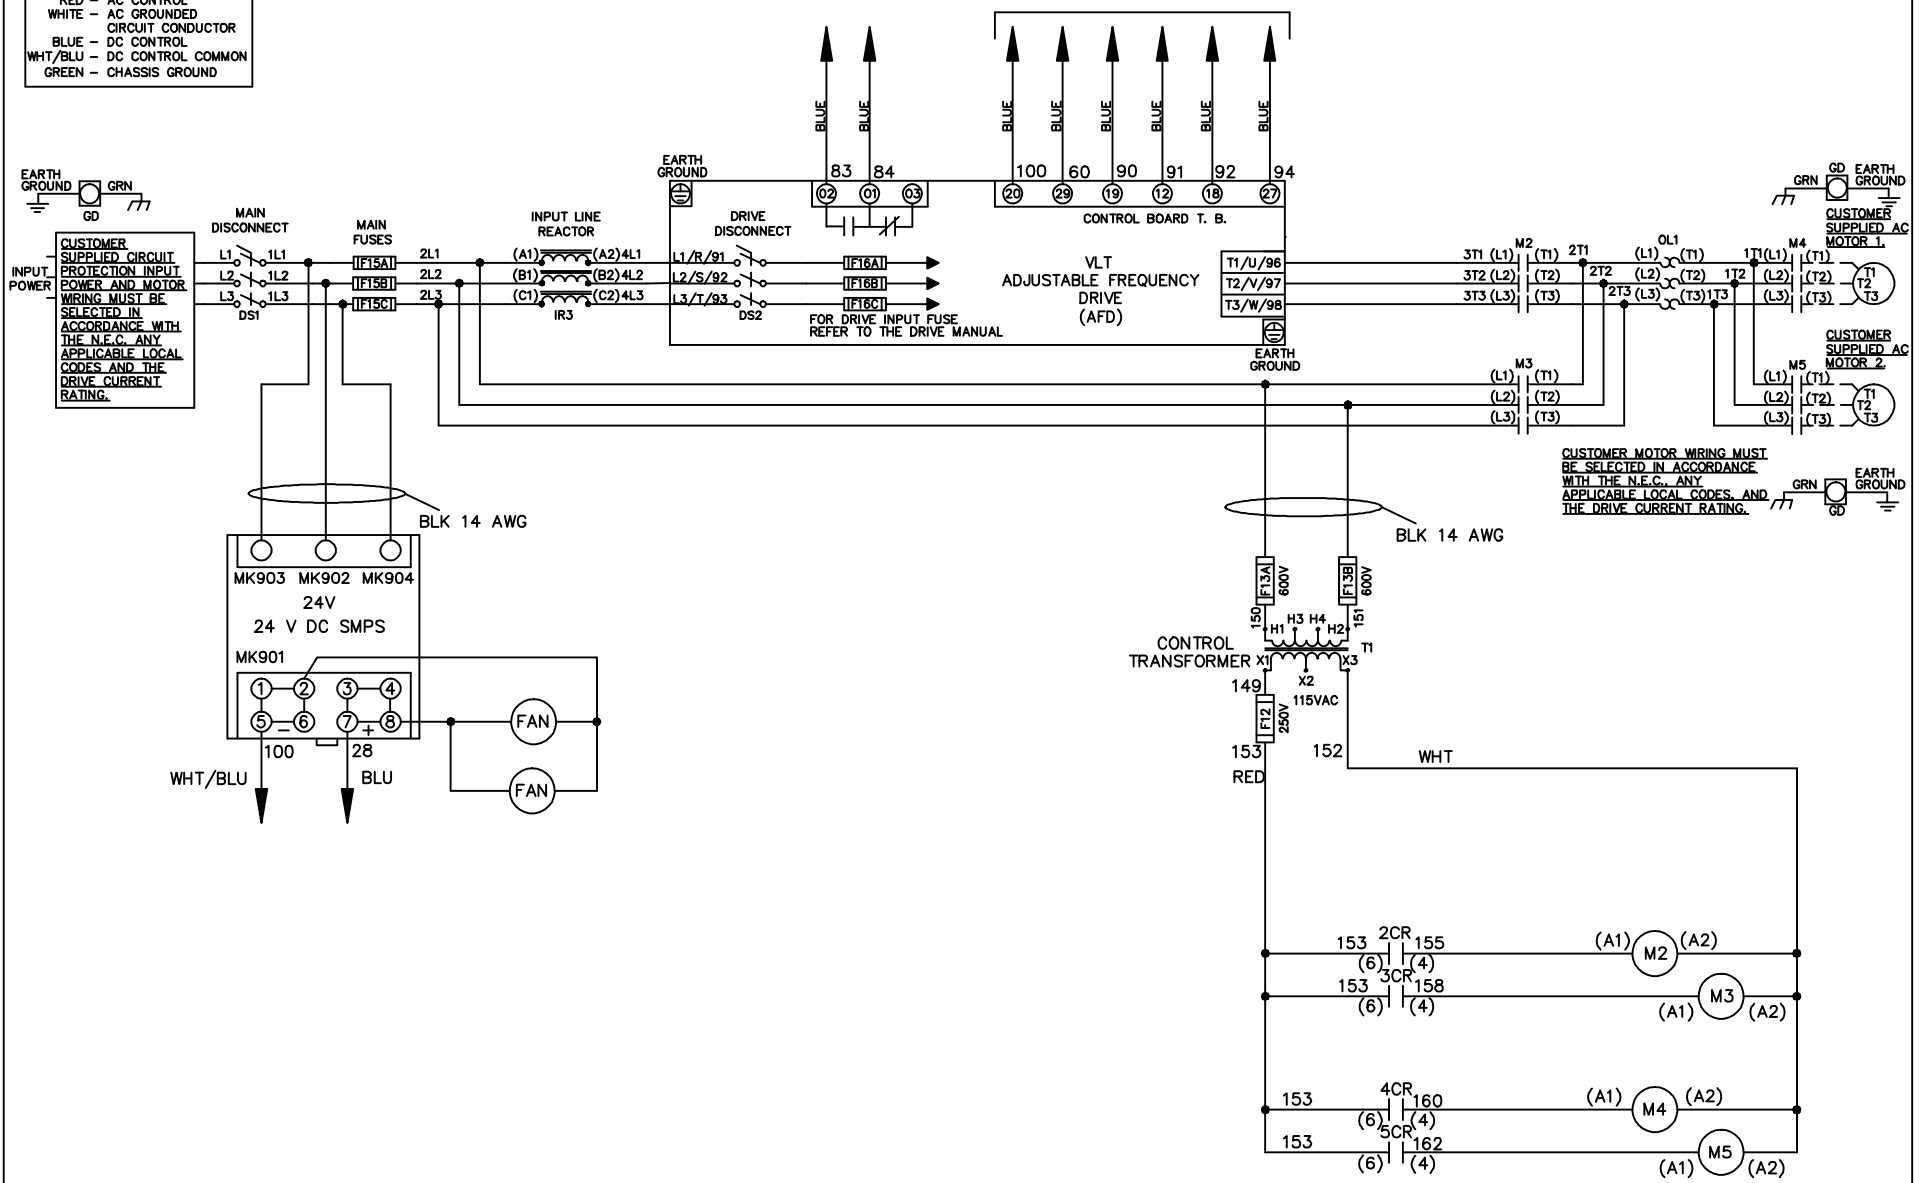 RED – AC CONTROL
WHITE – AC GROUNDED
CIRCUIT CONDUCTOR
BLUE – DC CONTROL
WHT/BLU – DC CONTROL COMMON
GREEN – CHASSIS GROUND
BLUE BLUE BLUE BLUE BLUE BLUE BLUE BLUE
EARTH
GROUND
GRN
GD
EARTH
GROUND
83 84 100 60 90 91 92 94
02 01 03 20 29 19 12 18 27
CONTROL BOARD T. B.
GRN
GD
EARTH
GROUND
INPUT
POWER
CUSTOMER
SUPPLIED CIRCUIT
PROTECTION INPUT
POWER AND MOTOR
WIRING MUST BE
SELECTED IN
ACCORDANCE WITH
THE N.E.C. ANY
APPLICABLE LOCAL
CODES AND THE
DRIVE CURRENT
RATING.
MAIN
DISCONNECT
L1 1L1
L2 1L2
L3 1L3
DS1
MAIN
FUSES
F15A
F15B
F15C
2L1
2L2
2L3
INPUT LINE
REACTOR
(A1) (A2) 4L1
(B1) (B2) 4L2
(C1) (C2) 4L3
IR3
L1/R/91
L2/S/92
L3/T/93
DRIVE
DISCONNECT
DS2
F16A
F16B
F16C
FOR DRIVE INPUT FUSE
REFER TO THE DRIVE MANUAL
VLT
ADJUSTABLE FREQUENCY
DRIVE
(AFD)
T1/U/96
T2/V/97
T3/W/98
EARTH
GROUND
M2
3T1 (L1) (T1) 2T1
3T2 (L2) (T2) 2T2
3T3 (L3) (T3) 2T3
OL1
(L1) (T1) 1T1
(L2) (T2) 1T2
(L3) (T3) 1T3
M4
(L1) (T1)
(L2) (T2)
(L3) (T3)
CUSTOMER
SUPPLIED AC
MOTOR 1.
T1
T2
T3
M3
(L1) (T1)
(L2) (T2)
(L3) (T3)
M5
(L1) (T1)
(L2) (T2)
(L3) (T3)
CUSTOMER
SUPPLIED AC
MOTOR 2.
T1
T2
T3
CUSTOMER MOTOR WIRING MUST
BE SELECTED IN ACCORDANCE
WITH THE N.E.C., ANY
APPLICABLE LOCAL CODES, AND
THE DRIVE CURRENT RATING.
GRN
GD
EARTH
GROUND
BLK 14 AWG
MK903 MK902 MK904
24V
24 V DC SMPS
MK901
1 2 3 4
5 6 7 8
– +
100 28
WHT/BLU BLU
FAN
FAN
BLK 14 AWG
F13A 600V
F13B 600V
150 151
H1 H3 H4 H2
T1
CONTROL
TRANSFORMER
X1 X2 X3
115VAC
149
F12 250V
153
RED
152
WHT
153 2CR 155
(6) (4)
(A1) M2 (A2)
153 3CR 158
(6) (4)
(A1) M3 (A2)
153 4CR 160
(6) (4)
(A1) M4 (A2)
153 5CR 162
(6) (4)
(A1) M5 (A2)